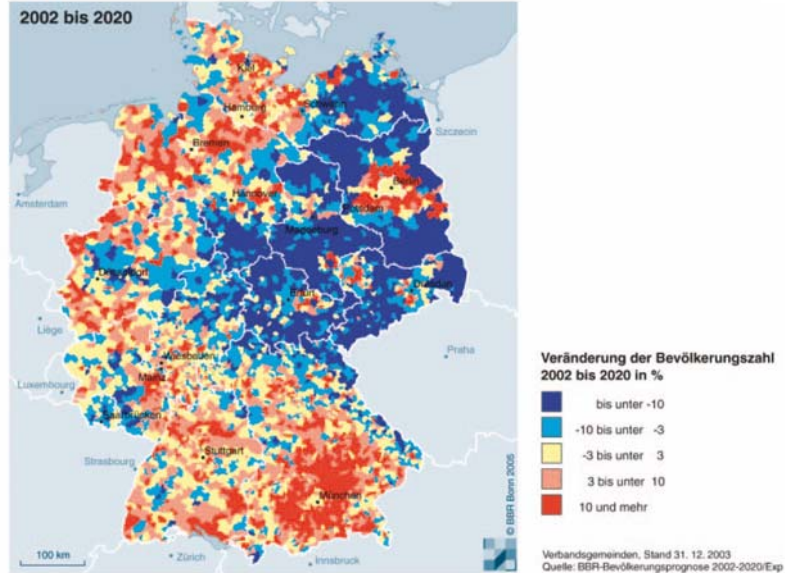 2002 bis 2020
Kiel
Schwerin
Hamburg
Szczecin
Bremen
Berlin
Hannover
Amsterdam
Potsdam
Magdeburg
Düsseldorf
Dresden
Erfurt
Liège
Wiesbaden
Praha
Mainz
Luxembourg
Saarbrücken
Stuttgart
Strasbourg
München
© BBR Bonn 2005
100 km
Zürich
Innsbruck
Veränderung der Bevölkerungszahl
2002 bis 2020 in %
bis unter -10
-10 bis unter -3
-3 bis unter 3
3 bis unter 10
10 und mehr
Verbandsgemeinden, Stand 31. 12. 2003
Quelle: BBR-Bevölkerungsprognose 2002-2020/Exp